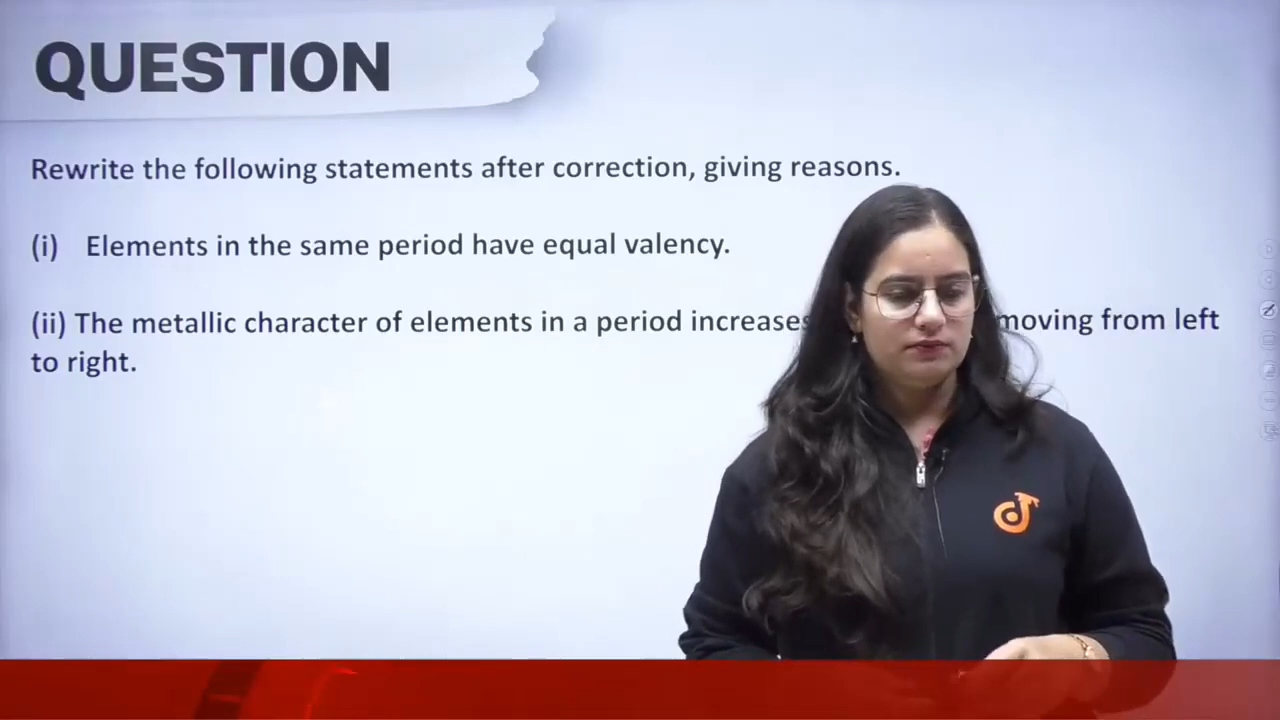 QUESTION
Rewrite the following statements after correction, giving reasons.
(i) Elements in the same period have equal valency.
(ii) The metallic character of elements in a period increases moving from left
to right.